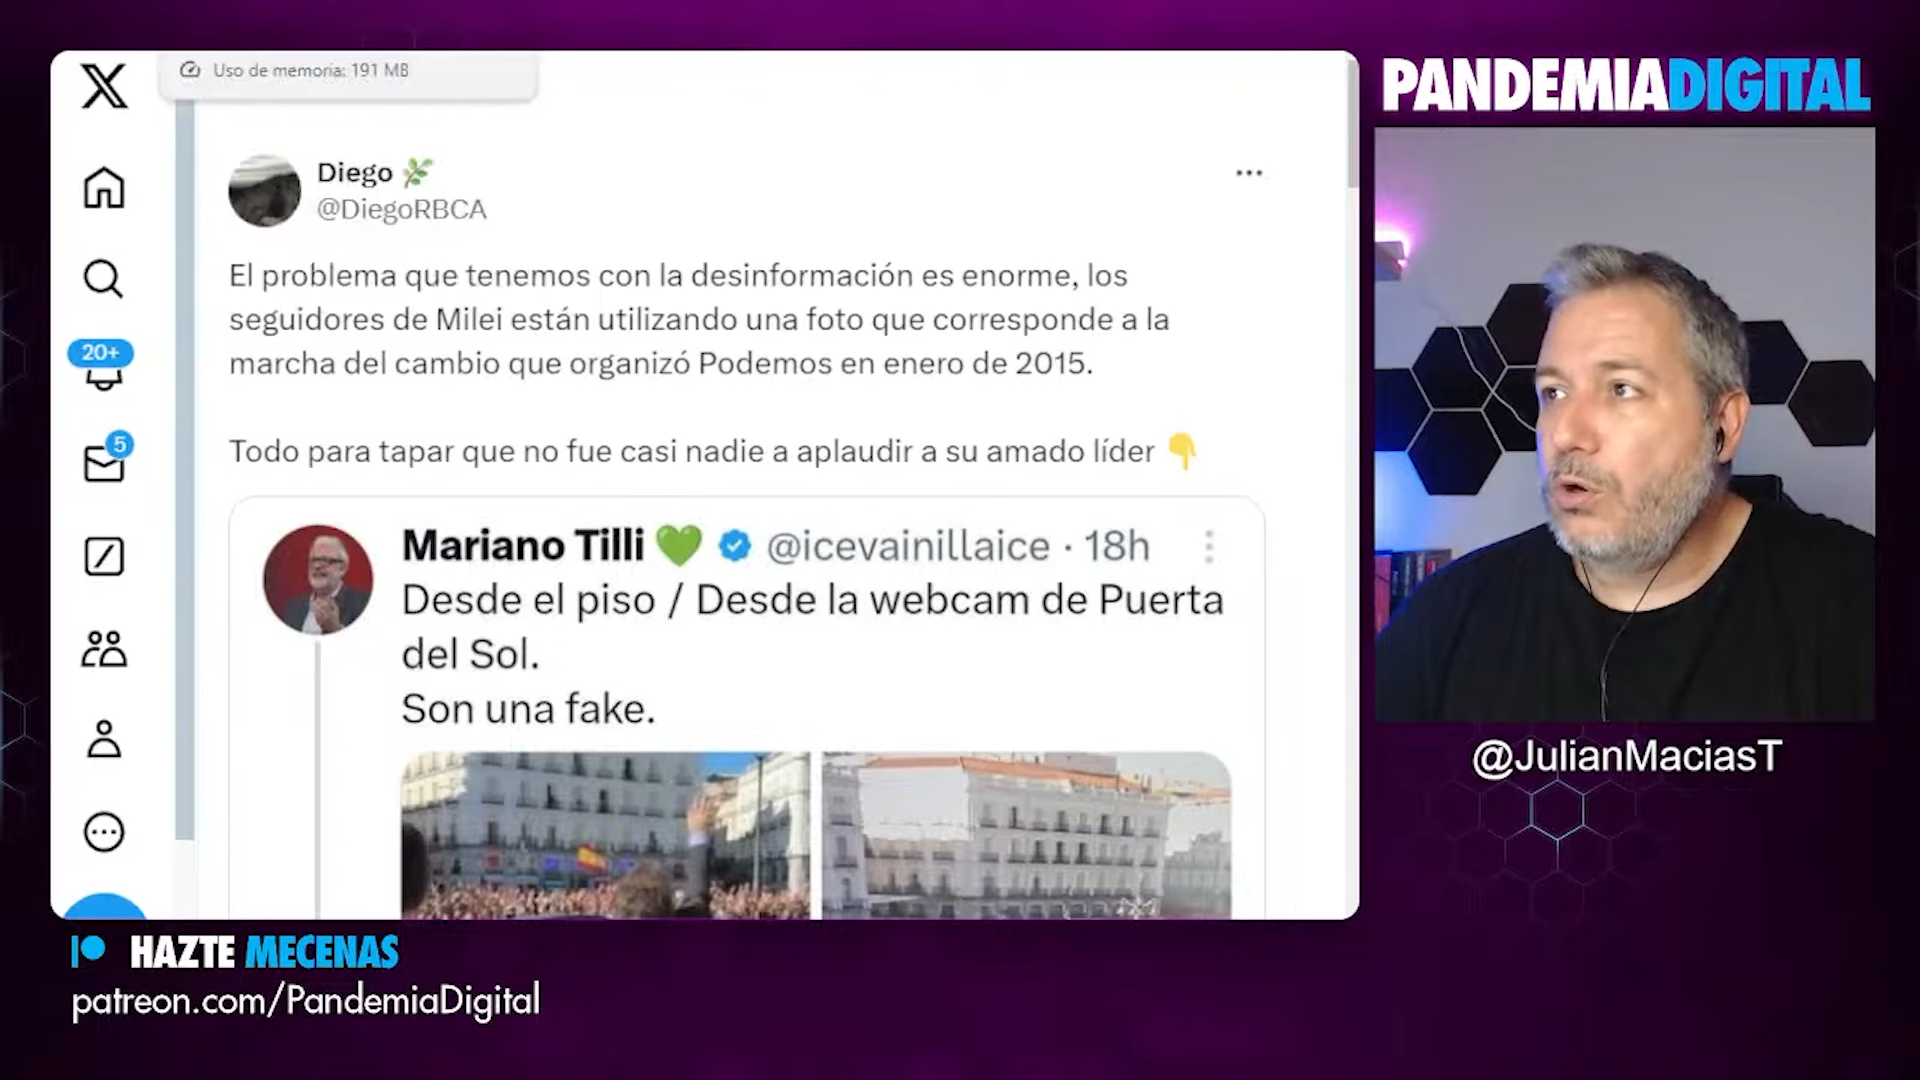 Uso de memoria: 191 MB
PANDEMIADIGITAL
Diego
@DiegoRBCA
El problema que tenemos con la desinformación es enorme, los
seguidores de Milei están utilizando una foto que corresponde a la
marcha del cambio que organizó Podemos en enero de 2015.
Todo para tapar que no fue casi nadie a aplaudir a su amado líder
20+
5
Mariano Tilli @icevainillaice · 18h
Desde el piso / Desde la webcam de Puerta
del Sol.
Son una fake.
@JulianMaciasT
HAZTE MECENAS
patreon.com/PandemiaDigital